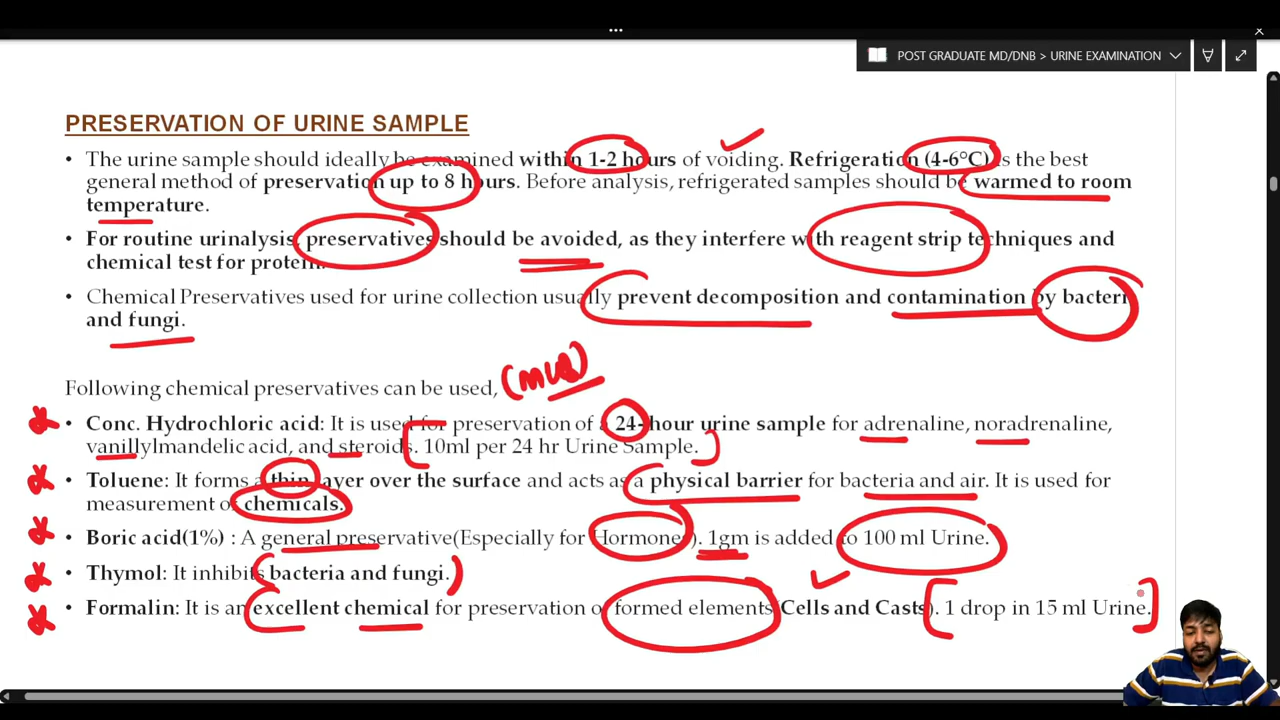 POST GRADUATE MD/DNB > URINE EXAMINATION
PRESERVATION OF URINE SAMPLE
• The urine sample should ideally be examined within 1-2 hours of voiding. Refrigeration (4-6°C) is the best
general method of preservation up to 8 hours. Before analysis, refrigerated samples should be warmed to room
temperature.
• For routine urinalysis, preservatives should be avoided, as they interfere with reagent strip techniques and
chemical test for protein.
• Chemical Preservatives used for urine collection usually prevent decomposition and contamination by bacteria
and fungi.
Following chemical preservatives can be used,
• Conc. Hydrochloric acid: It is used for preservation of a 24-hour urine sample for adrenaline, noradrenaline,
vanillylmandelic acid, and steroids. 10ml per 24 hr Urine Sample.
• Toluene: It forms a thin layer over the surface and acts as a physical barrier for bacteria and air. It is used for
measurement of chemicals.
• Boric acid(1%) : A general preservative(Especially for Hormones). 1gm is added to 100 ml Urine.
• Thymol: It inhibits bacteria and fungi.
• Formalin: It is an excellent chemical for preservation of formed elements(Cells and Casts). 1 drop in 15 ml Urine.